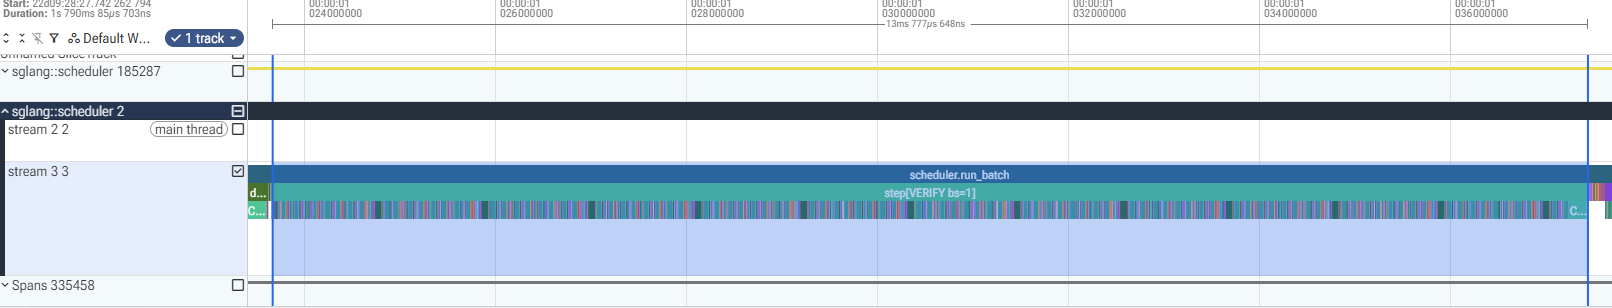 Start: 22d09:28:27.742 262 794
Duration: 1s 790ms 85µs 703ns
00:00:01 00:00:01 00:00:01 00:00:01 00:00:01 00:00:01 00:00:01
024000000 026000000 028000000 030000000 032000000 034000000 036000000
13ms 777µs 648ns
Default W... 1 track
Unnamed Slice Track
sglang::scheduler 185287
sglang::scheduler 2
stream 2 2 main thread
stream 3 3
scheduler.run_batch
d... step[VERIFY bs=1]
C... C...
Spans 335458